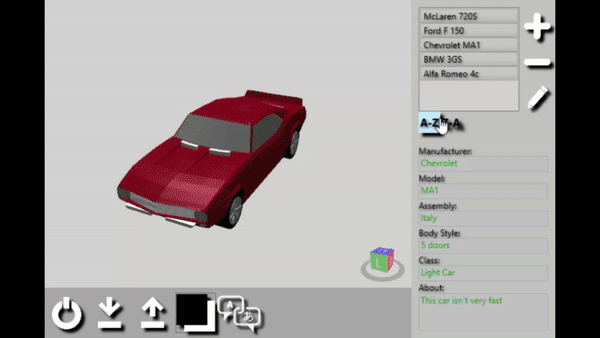 McLaren 720S
Ford F 150
Chevrolet MA1
BMW 3GS
Alfa Romeo 4c
A-Z Z-A
Manufacturer:
Chevrolet
Model:
MA1
Assembly:
Italy
Body Style:
5 doors
Class:
Light Car
About:
This car isn't very fast
A
あ